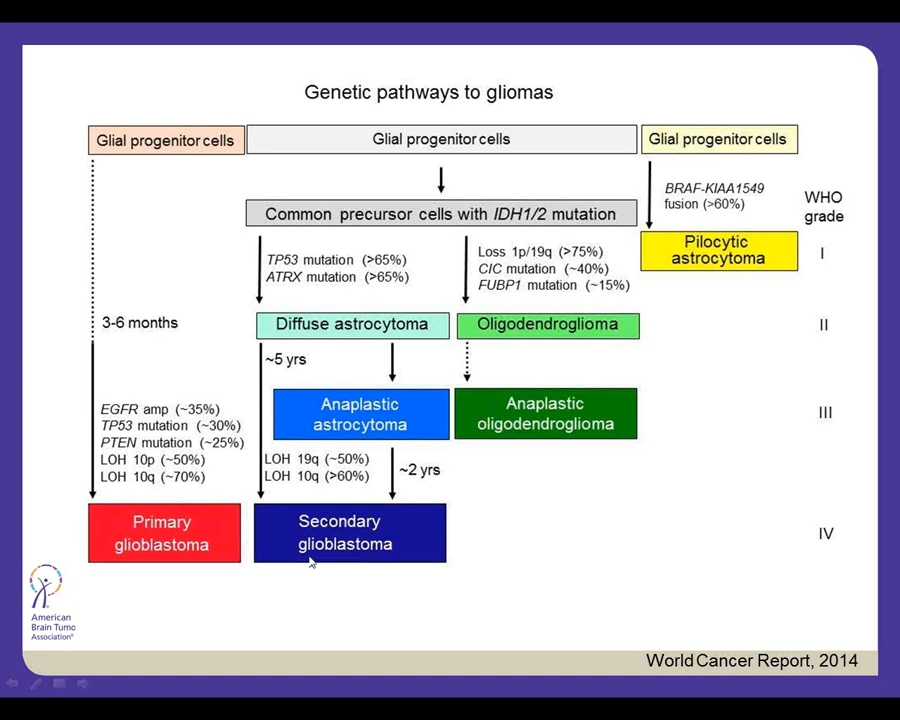 Genetic pathways to gliomas
Glial progenitor cells
Glial progenitor cells
Glial progenitor cells
BRAF-KIAA1549
fusion (>60%)
WHO
grade
Common precursor cells with IDH1/2 mutation
Pilocytic
astrocytoma
I
TP53 mutation (>65%)
ATRX mutation (>65%)
Loss 1p/19q (>75%)
CIC mutation (~40%)
FUBP1 mutation (~15%)
3-6 months
Diffuse astrocytoma
Oligodendroglioma
II
~5 yrs
Anaplastic
astrocytoma
Anaplastic
oligodendroglioma
III
EGFR amp (~35%)
TP53 mutation (~30%)
PTEN mutation (~25%)
LOH 10p (~50%)
LOH 10q (~70%)
LOH 19q (~50%)
LOH 10q (>60%)
~2 yrs
Primary
glioblastoma
Secondary
glioblastoma
IV
American
Brain Tumo
Association®
World Cancer Report, 2014